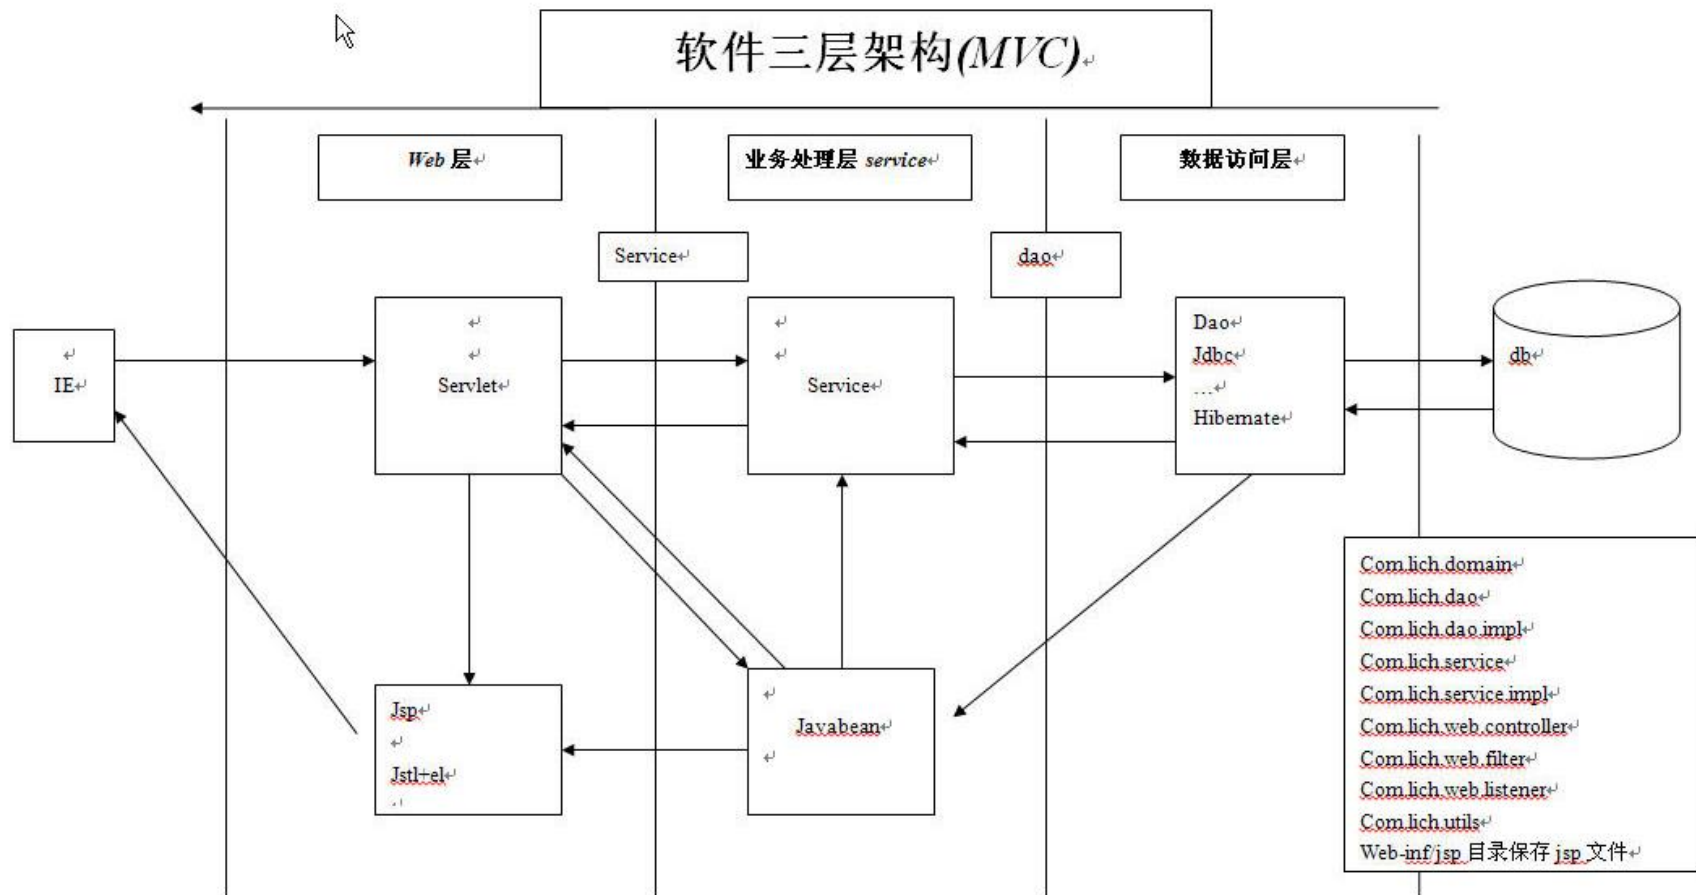 软件三层架构(MVC)
Web 层
业务处理层 service
数据访问层
Service
dao
IE
Servlet
Service
Dao
Jdbc
…
Hibernate
db
Jsp
Jstl+el
Javabean
Com.lich.domain
Com.lich.dao
Com.lich.dao.impl
Com.lich.service
Com.lich.service.impl
Com.lich.web.controller
Com.lich.web.filter
Com.lich.web.listener
Com.lich.utils
Web-inf/jsp 目录保存 jsp 文件